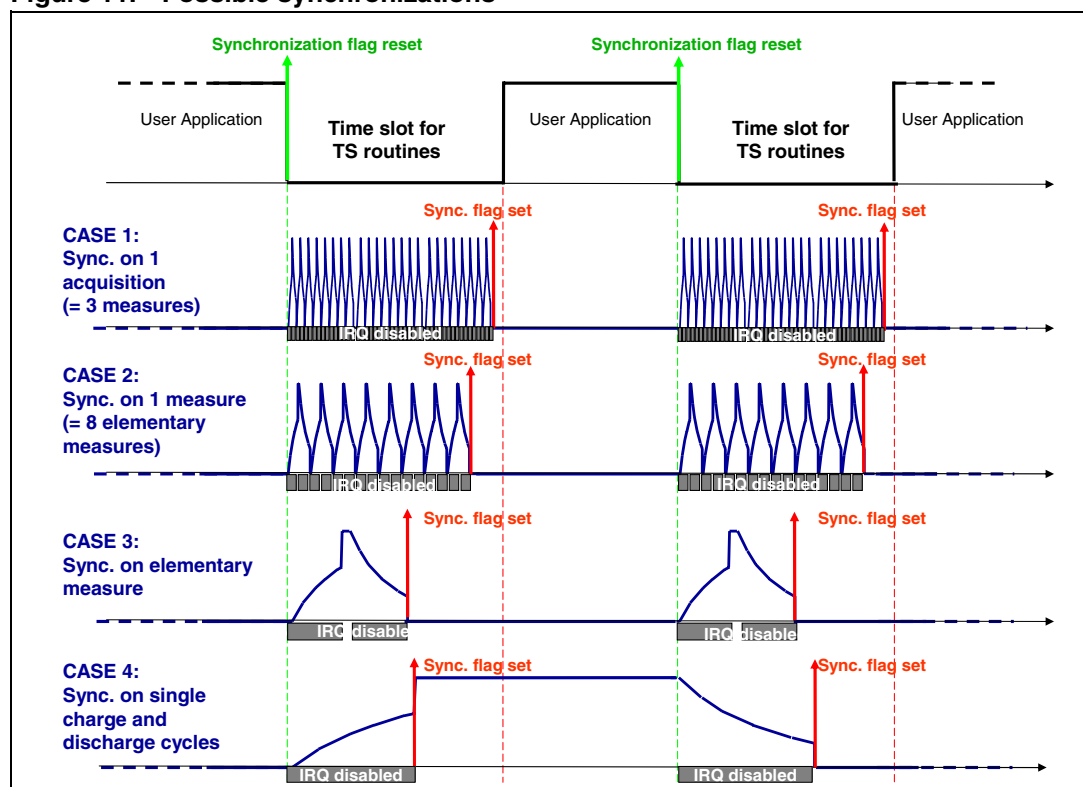 Synchronization flag reset
Synchronization flag reset
User Application
Time slot for
TS routines
User Application
Time slot for
TS routines
User Application
CASE 1:
Sync. on 1
acquisition
(= 3 measures)
Sync. flag set
Sync. flag set
IRQ disabled
IRQ disabled
CASE 2:
Sync. on 1 measure
(= 8 elementary
measures)
Sync. flag set
Sync. flag set
IRQ disabled
IRQ disabled
CASE 3:
Sync. on elementary
measure
Sync. flag set
Sync. flag set
IRQ disable
IRQ disable
CASE 4:
Sync. on single
charge and
discharge cycles
Sync. flag set
Sync. flag set
IRQ disabled
IRQ disabled